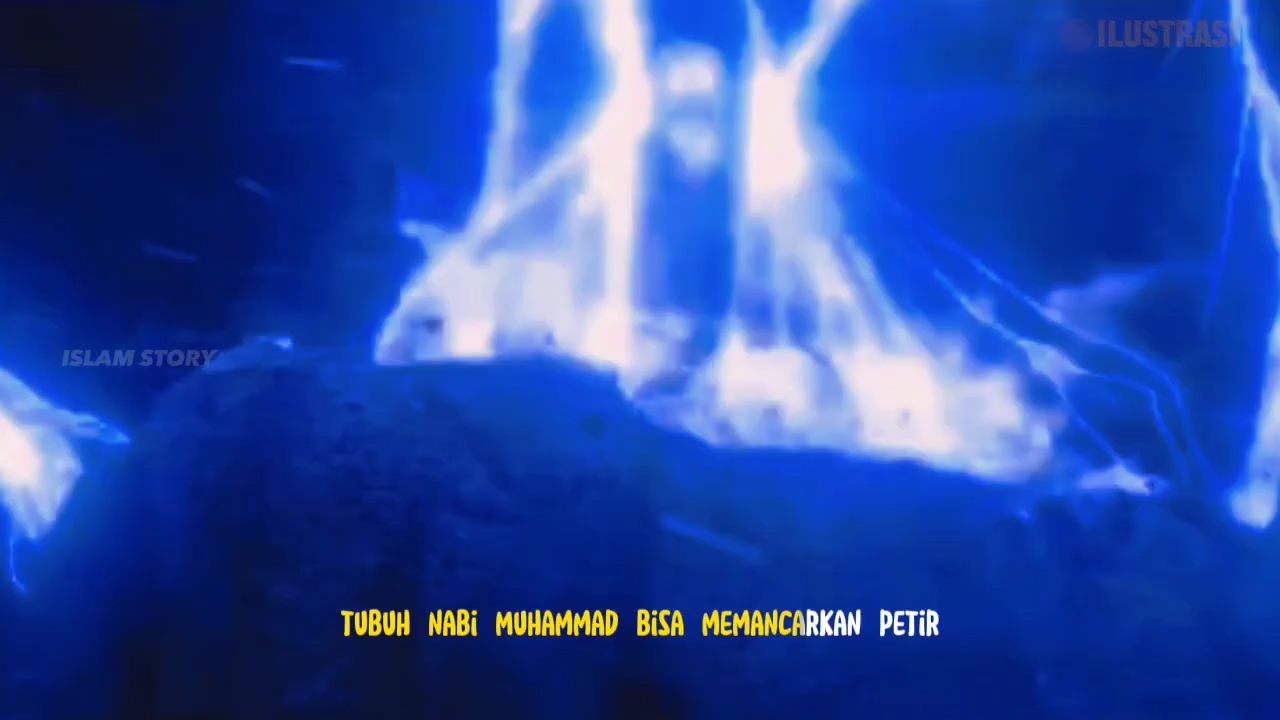 ILUSTRASI
ISLAM STORY
TUBUH NABI MUHAMMAD BISA MEMANCARKAN PETIR